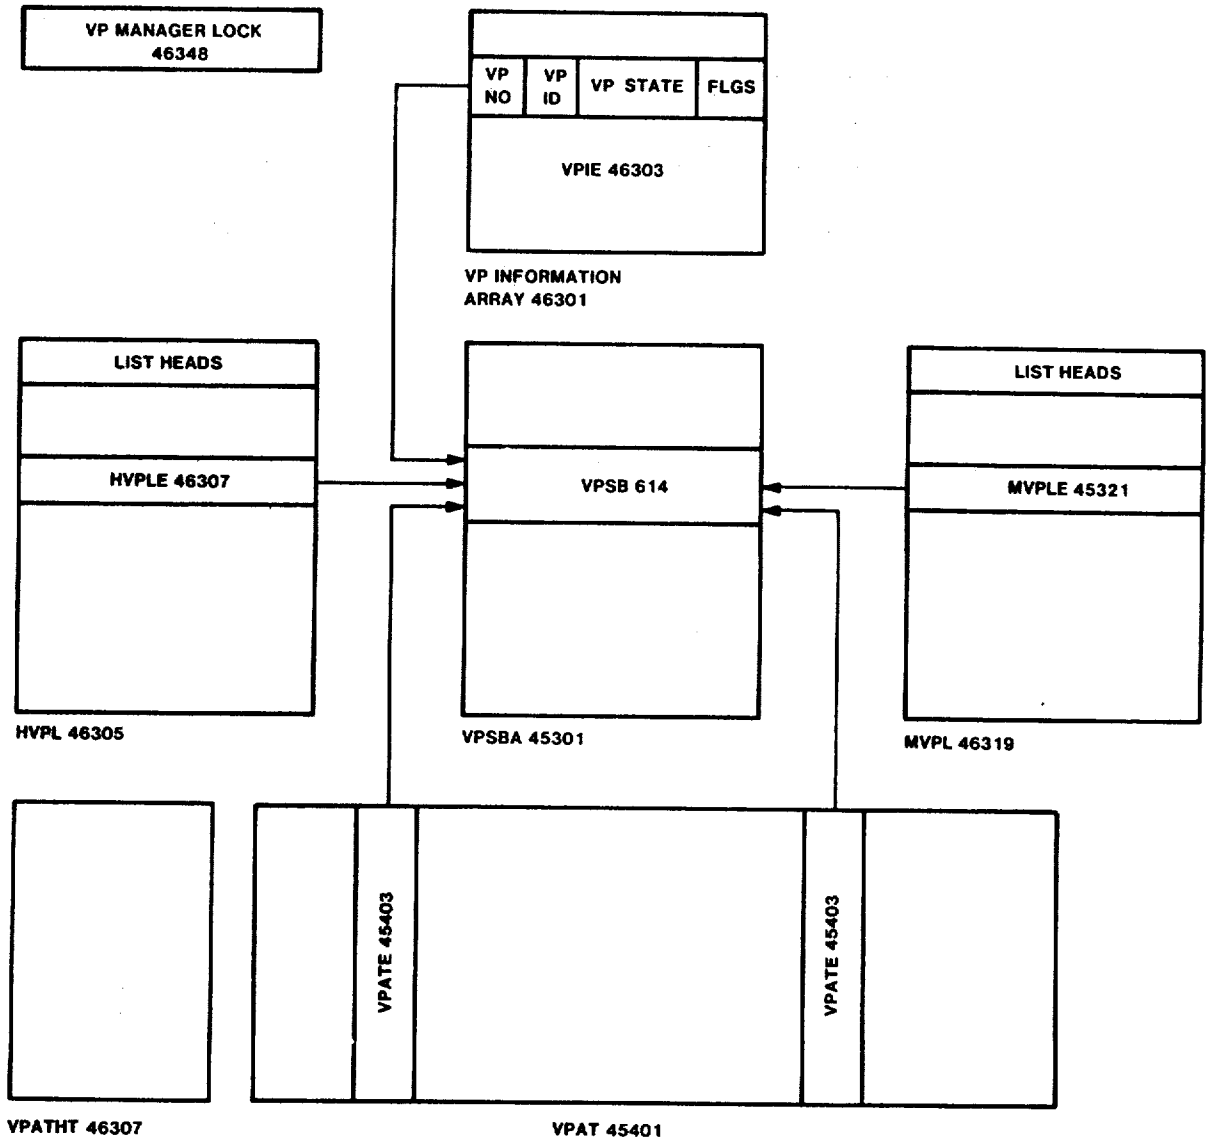 VP MANAGER LOCK
46348
VP NO
VP ID
VP STATE
FLGS
VPIE 46303
VP INFORMATION
ARRAY 46301
LIST HEADS
HVPLE 46307
HVPL 46305
VPSB 614
VPSBA 45301
LIST HEADS
MVPLE 45321
MVPL 46319
VPATHT 46307
VPATE 45403
VPATE 45403
VPAT 45401